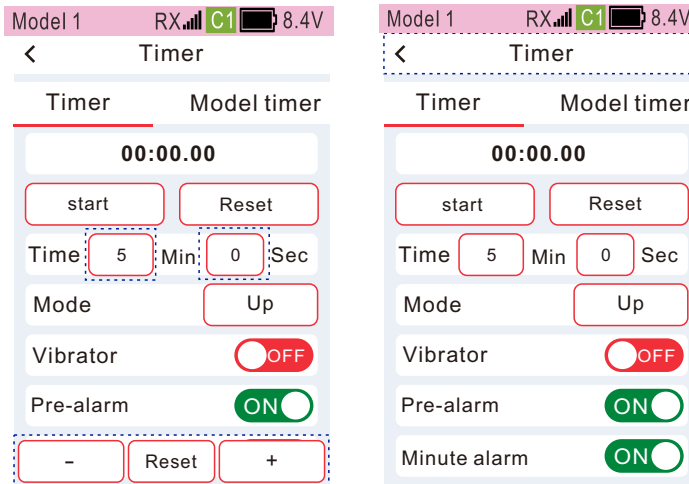 Model 1 RX C1 8.4V
< Timer
Timer Model timer
00:00.00
start Reset
Time 5 Min 0 Sec
Mode Up
Vibrator OFF
Pre-alarm ON
- Reset +
Model 1 RX C1 8.4V
< Timer
Timer Model timer
00:00.00
start Reset
Time 5 Min 0 Sec
Mode Up
Vibrator OFF
Pre-alarm ON
Minute alarm ON